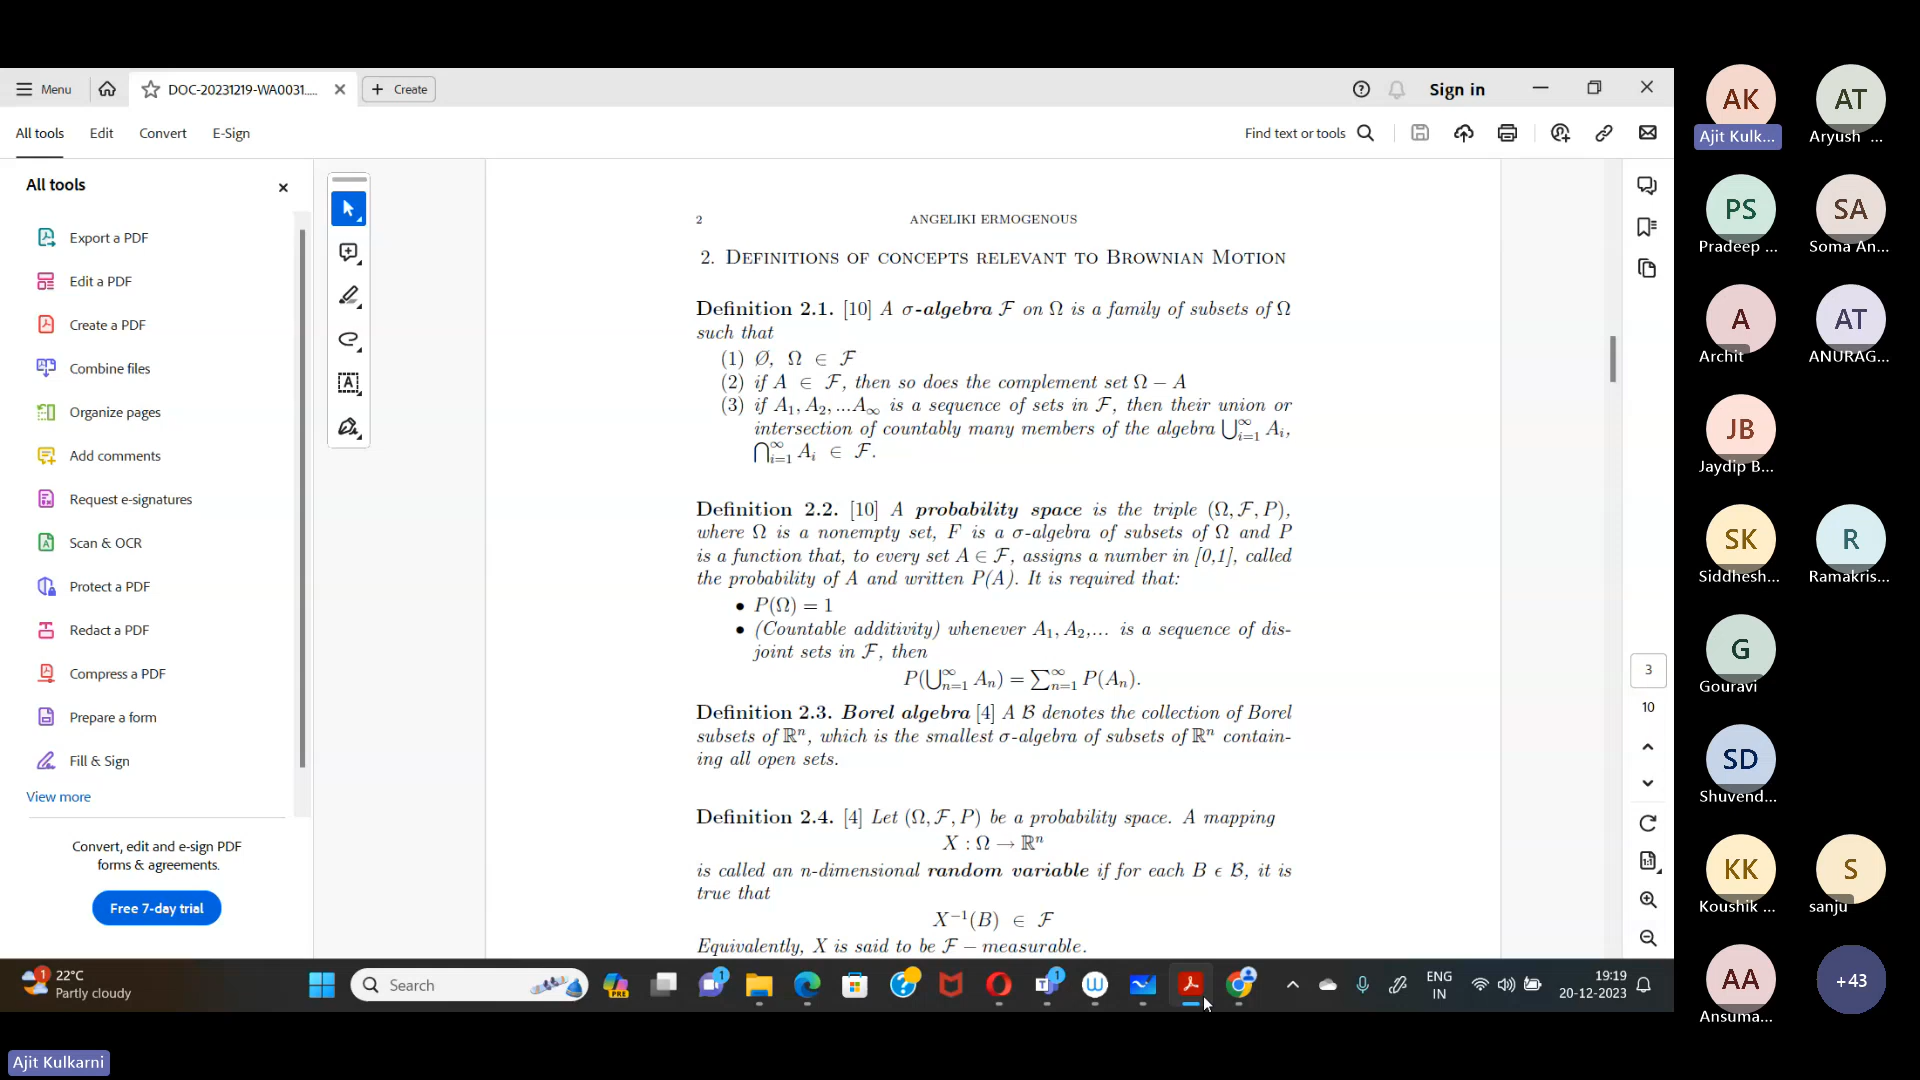 Menu
DOC-20231219-WA0031....
Create
Sign in
All tools
Edit
Convert
E-Sign
Find text or tools
All tools
Export a PDF
Edit a PDF
Create a PDF
Combine files
Organize pages
Add comments
Request e-signatures
Scan & OCR
Protect a PDF
Redact a PDF
Compress a PDF
Prepare a form
Fill & Sign
View more
Convert, edit and e-sign PDF
forms & agreements.
Free 7-day trial
2 ANGELIKI ERMOGENOUS
2. DEFINITIONS OF CONCEPTS RELEVANT TO BROWNIAN MOTION
Definition 2.1. [10] A σ-algebra ℱ on Ω is a family of subsets of Ω
such that
(1) Ø, Ω ∈ ℱ
(2) if A ∈ ℱ, then so does the complement set Ω − A
(3) if A₁, A₂, ...A∞ is a sequence of sets in ℱ, then their union or
intersection of countably many members of the algebra ⋃_{i=1}^∞ A_i,
⋂_{i=1}^∞ A_i ∈ ℱ.
Definition 2.2. [10] A probability space is the triple (Ω, ℱ, P),
where Ω is a nonempty set, F is a σ-algebra of subsets of Ω and P
is a function that, to every set A ∈ ℱ, assigns a number in [0,1], called
the probability of A and written P(A). It is required that:
• P(Ω) = 1
• (Countable additivity) whenever A₁, A₂,... is a sequence of dis-
joint sets in ℱ, then
P(⋃_{n=1}^∞ A_n) = ∑_{n=1}^∞ P(A_n).
Definition 2.3. Borel algebra [4] A ℬ denotes the collection of Borel
subsets of ℝⁿ, which is the smallest σ-algebra of subsets of ℝⁿ contain-
ing all open sets.
Definition 2.4. [4] Let (Ω, ℱ, P) be a probability space. A mapping
X : Ω → ℝⁿ
is called an n-dimensional random variable if for each B ϵ ℬ, it is
true that
X⁻¹(B) ∈ ℱ
Equivalently, X is said to be ℱ − measurable.
3
10
1:1
22°C
Partly cloudy
1
Search
PRE
1
1
ENG
IN
19:19
20-12-2023
AK
Ajit Kulk...
AT
Aryush ...
PS
Pradeep ...
SA
Soma An...
A
Archit
AT
ANURAG...
JB
Jaydip B...
SK
Siddhesh...
R
Ramakris...
G
Gouravi
SD
Shuvend...
KK
Koushik ...
S
sanju
AA
Ansuma...
+43
Ajit Kulkarni